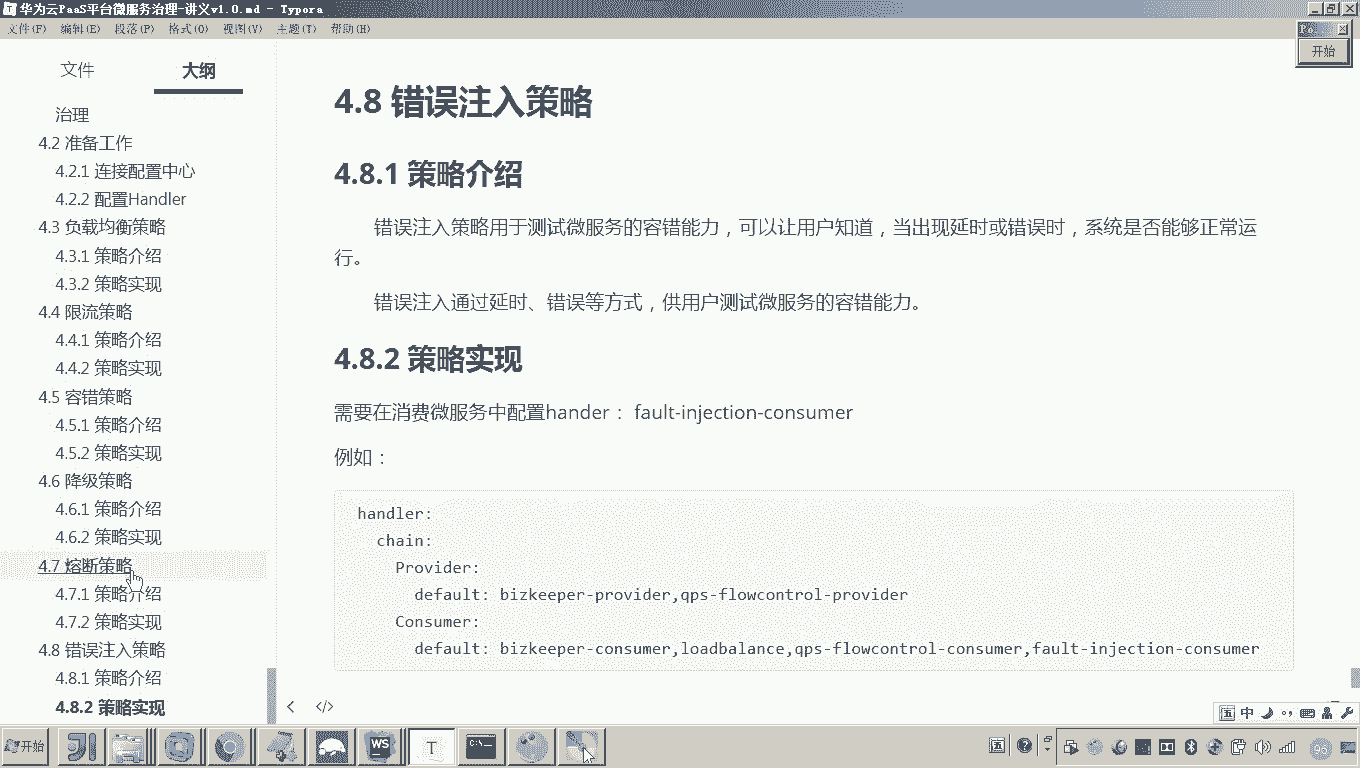 华为云PaaS平台微服务治理-讲义v1.0.md - Typora
文件(F) 编辑(E) 段落(P) 格式(O) 视图(V) 主题(T) 帮助(H)
Po
开始
文件 大纲
治理
4.2 准备工作
4.2.1 连接配置中心
4.2.2 配置Handler
4.3 负载均衡策略
4.3.1 策略介绍
4.3.2 策略实现
4.4 限流策略
4.4.1 策略介绍
4.4.2 策略实现
4.5 容错策略
4.5.1 策略介绍
4.5.2 策略实现
4.6 降级策略
4.6.1 策略介绍
4.6.2 策略实现
4.7 熔断策略
4.7.1 策略介绍
4.7.2 策略实现
4.8 错误注入策略
4.8.1 策略介绍
4.8.2 策略实现
4.8 错误注入策略
4.8.1 策略介绍
错误注入策略用于测试微服务的容错能力，可以让用户知道，当出现延时或错误时，系统是否能够正常运
行。
错误注入通过延时、错误等方式，供用户测试微服务的容错能力。
4.8.2 策略实现
需要在消费微服务中配置hander： fault-injection-consumer
例如：
handler:
chain:
Provider:
default: bizkeeper-provider,qps-flowcontrol-provider
Consumer:
default: bizkeeper-consumer,loadbalance,qps-flowcontrol-consumer,fault-injection-consumer
</> 
五 中
开始 WS T C:\_ 五 96